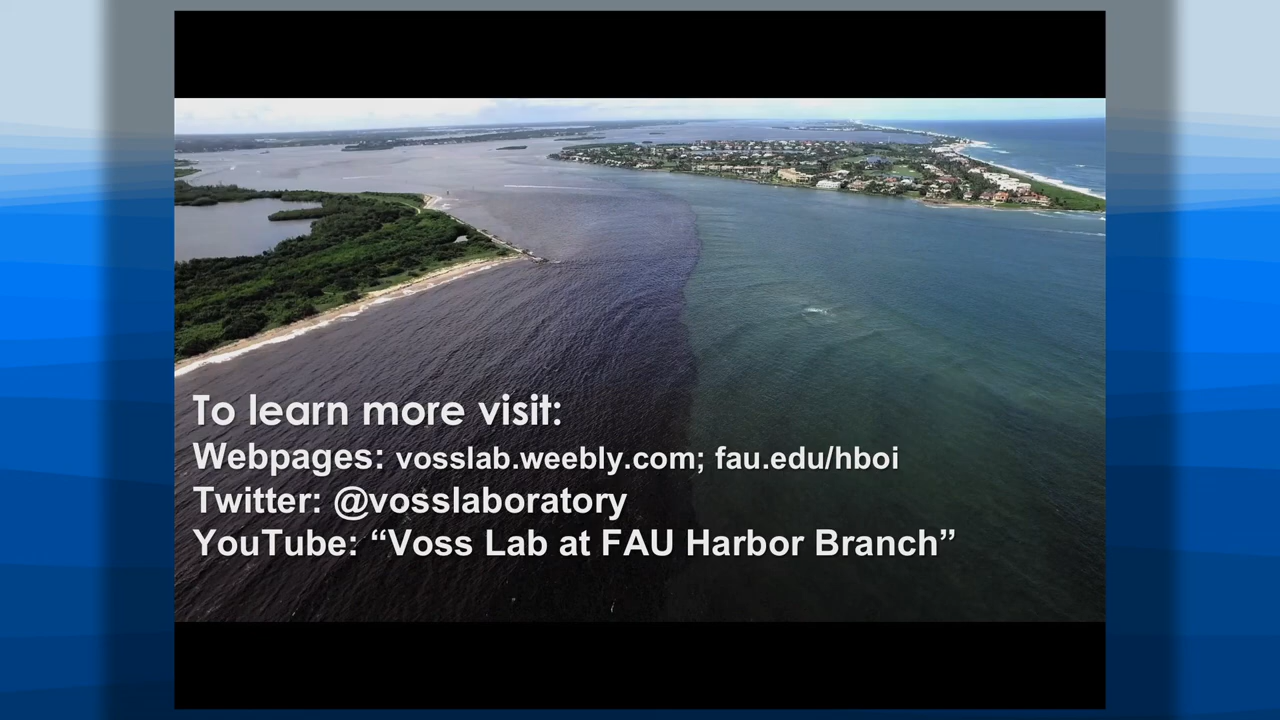 To learn more visit:
Webpages: vosslab.weebly.com; fau.edu/hboi
Twitter: @vosslaboratory
YouTube: “Voss Lab at FAU Harbor Branch”